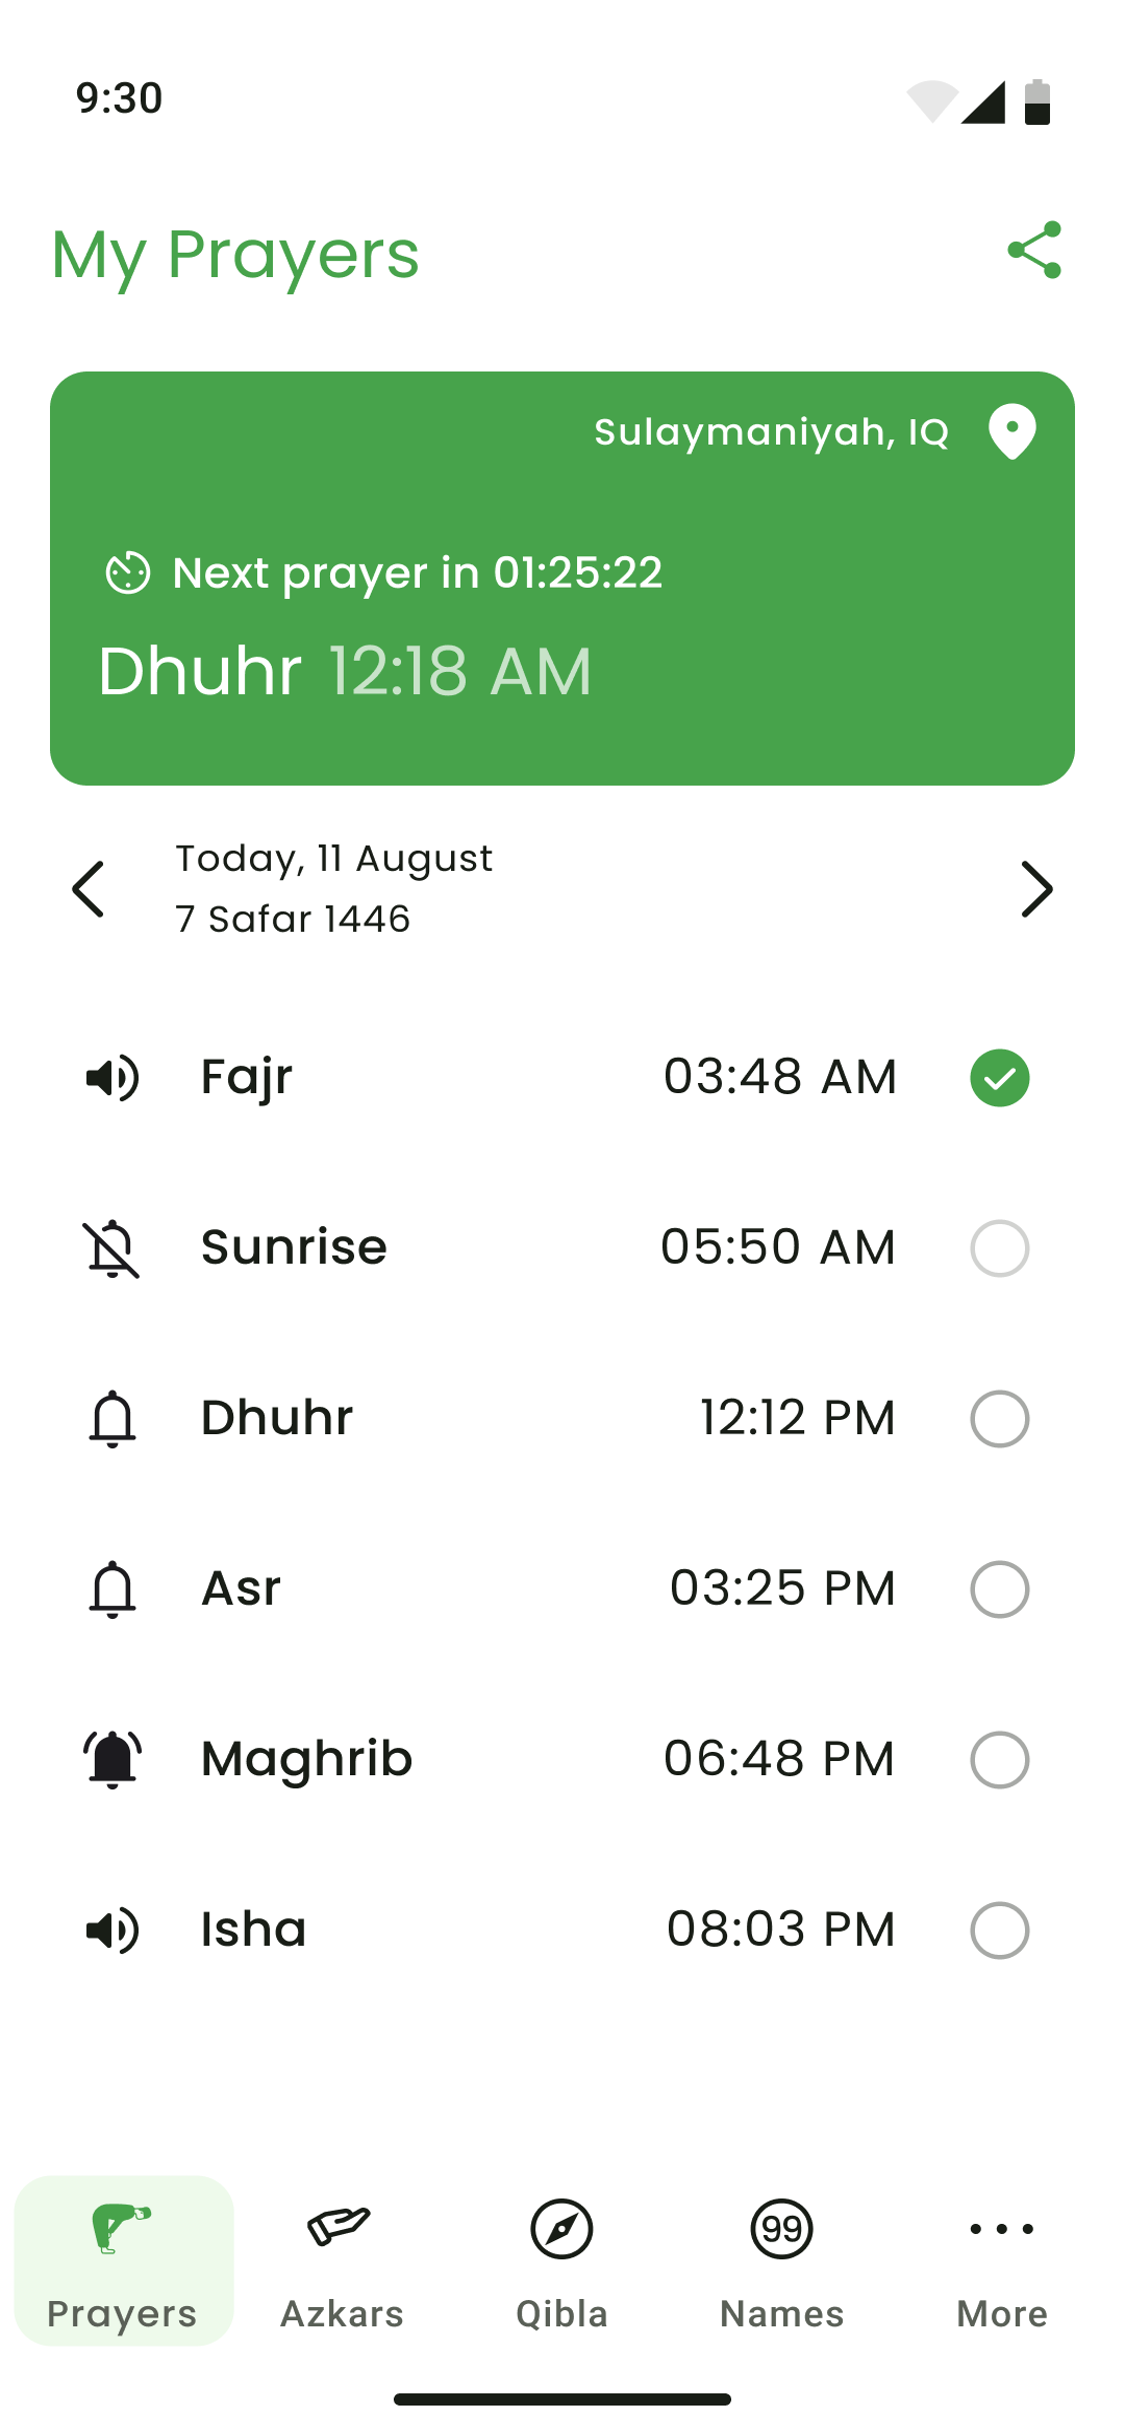 9:30
My Prayers
Sulaymaniyah, IQ
Next prayer in 01:25:22
Dhuhr 12:18 AM
Today, 11 August
7 Safar 1446
Fajr 03:48 AM
Sunrise 05:50 AM
Dhuhr 12:12 PM
Asr 03:25 PM
Maghrib 06:48 PM
Isha 08:03 PM
99
Prayers Azkars Qibla Names More